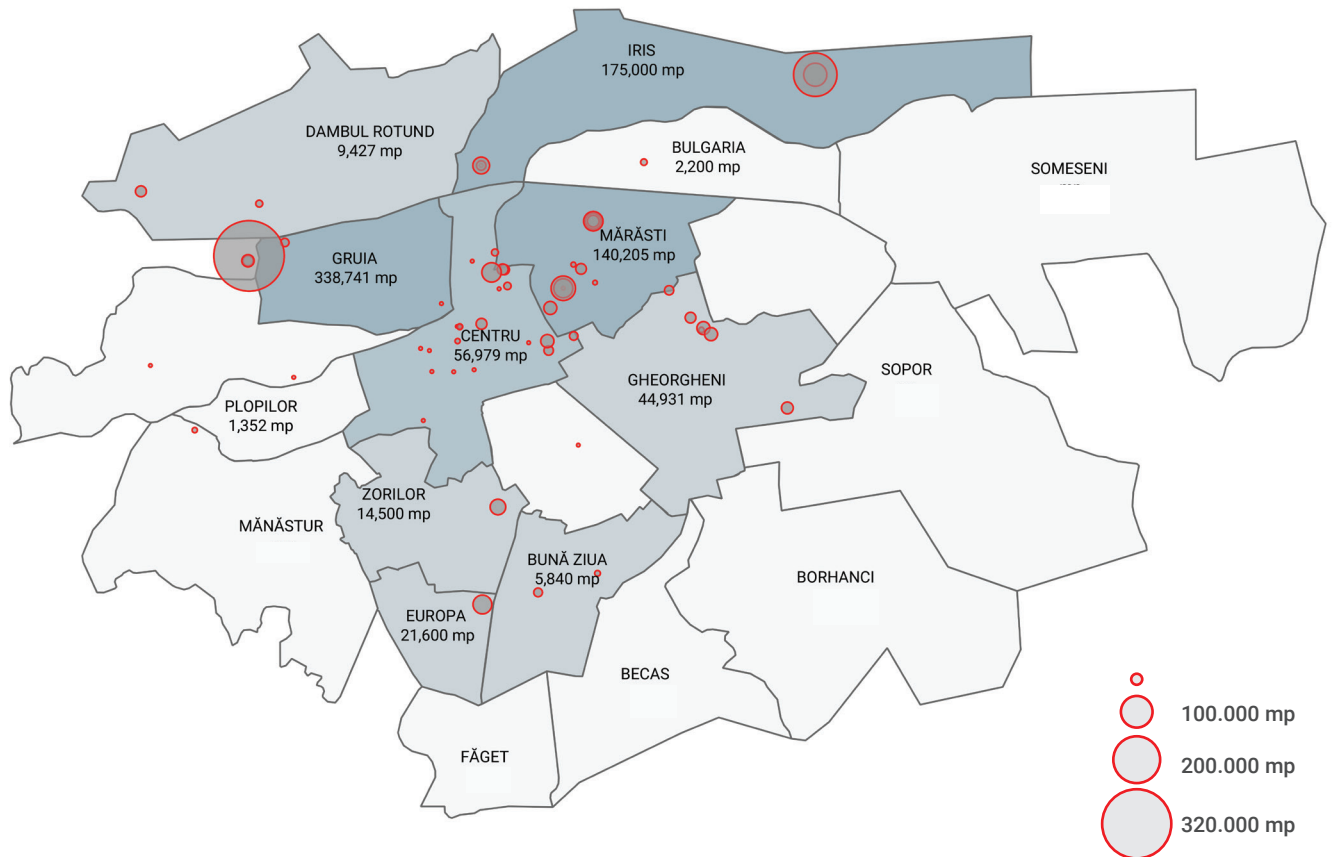 IRIS
175,000 mp
DAMBUL ROTUND
9,427 mp
BULGARIA
2,200 mp
SOMESENI
MĂRĂSTI
140,205 mp
GRUIA
338,741 mp
CENTRU
56,979 mp
GHEORGHENI
44,931 mp
SOPOR
PLOPILOR
1,352 mp
ZORILOR
14,500 mp
MĂNĂSTUR
BUNĂ ZIUA
5,840 mp
BORHANCI
EUROPA
21,600 mp
BECAS
FĂGET
100.000 mp
200.000 mp
320.000 mp